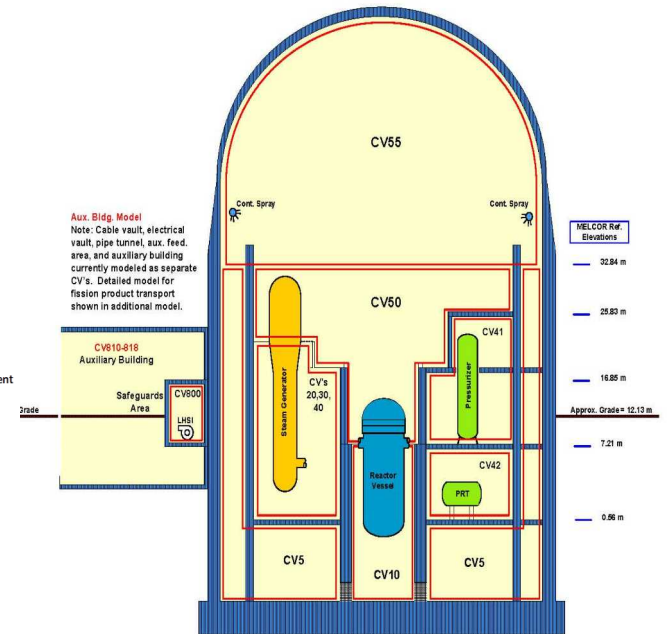 CV55
Cont. Spray
Cont. Spray
Aux. Bldg. Model
Note: Cable vault, electrical
vault, pipe tunnel, aux. feed.
area, and auxiliary building
currently modeled as separate
CV's. Detailed model for
fission product transport
shown in additional model.
MELCOR Ref.
Elevations
32.84 m
CV50
25.83 m
CV41
CV810-818
Auxiliary Building
Steam Generator
Pressurizer
CV's
20,30,
40
16.85 m
ent
Safeguards
Area
CV800
LHSI
Grade
Approx. Grade = 12.13 m
7.21 m
Reactor
Vessel
CV42
PRT
0.56 m
CV5
CV10
CV5